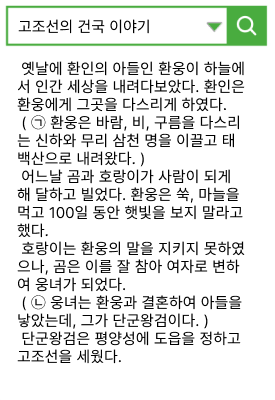 고조선의 건국 이야기
옛날에 환인의 아들인 환웅이 하늘에
서 인간 세상을 내려다보았다. 환인은
환웅에게 그곳을 다스리게 하였다.
( ㉠ 환웅은 바람, 비, 구름을 다스리
는 신하와 무리 삼천 명을 이끌고 태
백산으로 내려왔다. )
어느날 곰과 호랑이가 사람이 되게
해 달하고 빌었다. 환웅은 쑥, 마늘을
먹고 100일 동안 햇빛을 보지 말라고
했다.
호랑이는 환웅의 말을 지키지 못하였
으나, 곰은 이를 잘 참아 여자로 변하
여 웅녀가 되었다.
( ㉡ 웅녀는 환웅과 결혼하여 아들을
낳았는데, 그가 단군왕검이다. )
단군왕검은 평양성에 도읍을 정하고
고조선을 세웠다.